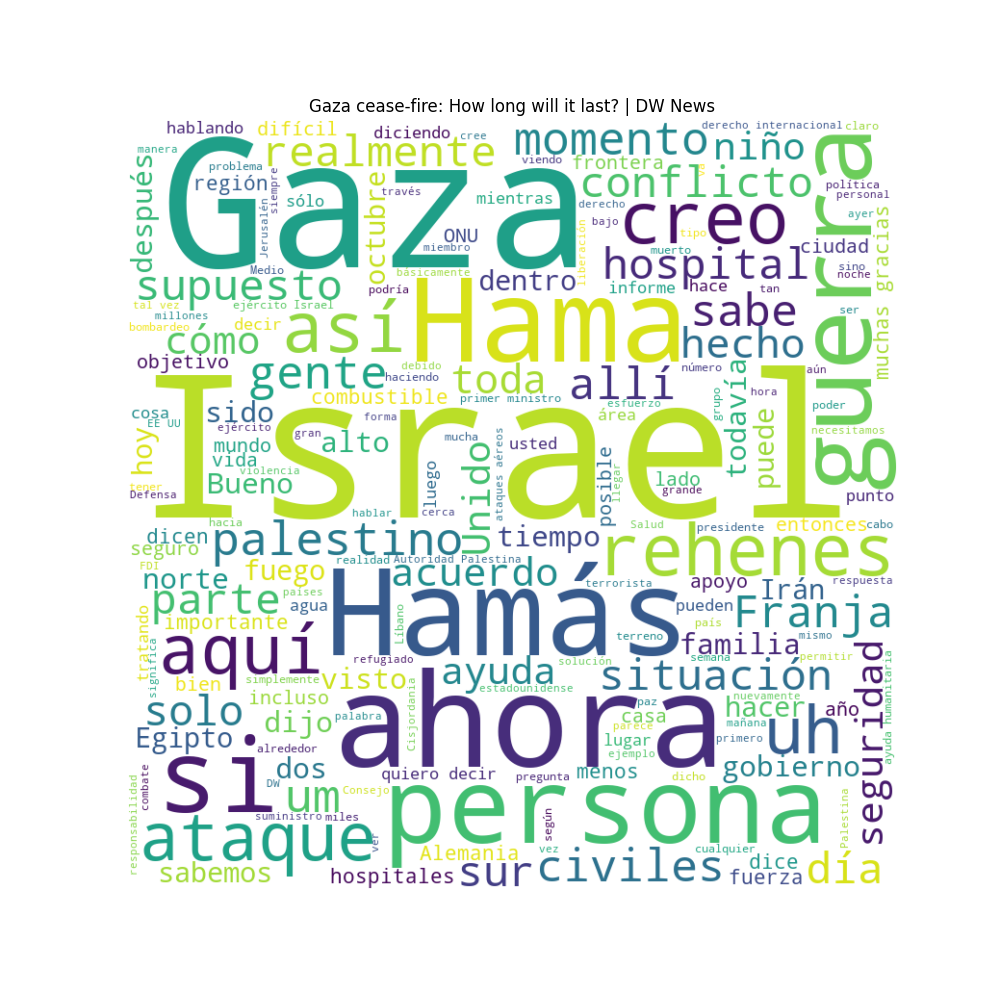 Gaza cease-fire: How long will it last? | DW News
hablando
difícil
diciendo
cree
momento
derecho internacional
claro
manera
realmente
viendo
niño
problema
siempre
región
sólo
Jerusalén
través
mientras
frontera
conflicto
va
política
personal
después
Gaza
octubre
ONU
miembro
derecho
bajo
creo
tipo
ayer
guerra
Medio
básicamente
dentro
liberación
muerto
hospital
ciudad
sino
noche
muchas gracias
supuesto
podría
informe
hace
tan
tal vez
ejército Israel
millones
bombardeo
decir
así
Hama
sabe
ser
cómo
hecho
objetivo
gente
debido
haciendo
toda
allí
número
aún
combustible
primer ministro
esfuerzo
grupo
todavía
hora
cosa
EE UU
sido
forma
área
poder
hoy
ejército
gran
mucha
usted
puede
necesitamos
mundo
alto
Israel
vida
violencia
Bueno
luego
Unido
ataques aéreos
posible
llegar
lado
grande
punto
tener
Defensa
hacia
hablar
cerca
Salud
presidente
entonces
cabo
dicen
palestino
tiempo
rehenes
seguro
FDI
realidad
Autoridad Palestina
norte
fuego
acuerdo
terrorista
apoyo
Irán
respuesta
parte
países
agua
Hamás
pueden
Franja
importante
Líbano
terreno
país
mismo
tratando
significa
aquí
refugiado
familia
semana
permitir
bien
simplemente
visto
ayuda
solución
situación
seguridad
ayuda humanitaria
incluso
estadounidense
paz
nuevamente
solo
dijo
palabra
Cisjordania
ahora
casa
parece
hacer
mañana
año
Egipto
alrededor
lugar
ejemplo
primero
uh
si
dos
DW
quiero decir
pregunta
menos
dicho
gobierno
responsabilidad
combate
um
Consejo
persona
suministro
miles
según
Palestina
ataque
ver
Alemania
vez
cualquier
sabemos
hospitales
sur
civiles
dice
fuerza
día